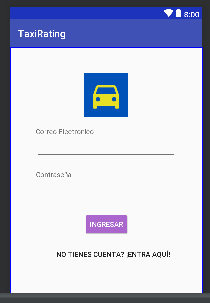 8:00
TaxiRating
Correo Electronico
Contraseña
INGRESAR
NO TIENES CUENTA? ¡ENTRA AQUÍ!